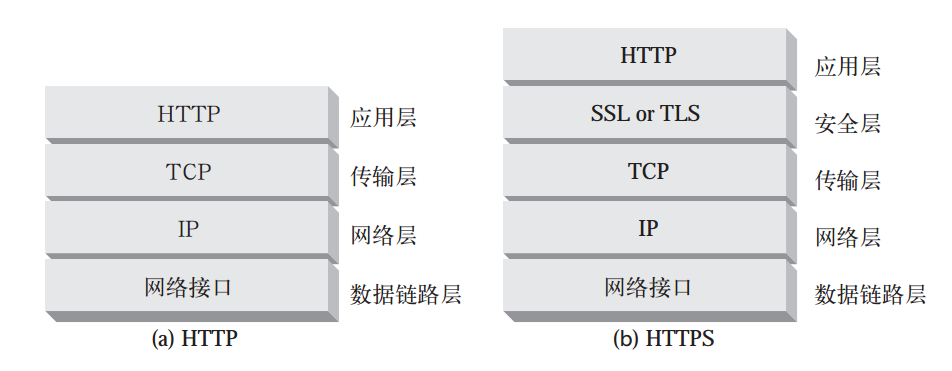 HTTP 应用层
TCP 传输层
IP 网络层
网络接口 数据链路层
(a) HTTP
HTTP 应用层
SSL or TLS 安全层
TCP 传输层
IP 网络层
网络接口 数据链路层
(b) HTTPS